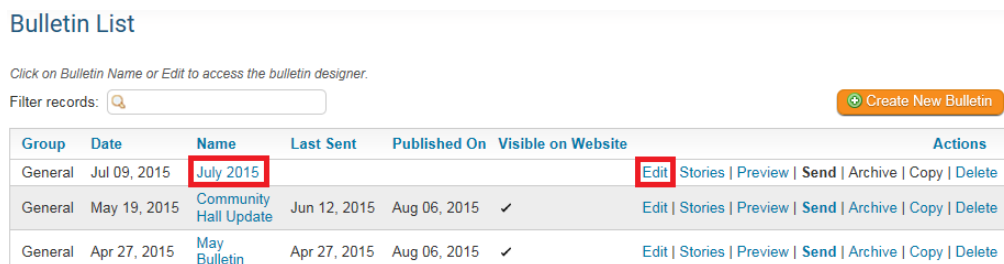 Bulletin List
Click on Bulletin Name or Edit to access the bulletin designer.
Filter records:
Create New Bulletin
Group Date Name Last Sent Published On Visible on Website Actions
General Jul 09, 2015 July 2015 Edit | Stories | Preview | Send | Archive | Copy | Delete
General May 19, 2015 Community Hall Update Jun 12, 2015 Aug 06, 2015 ✓ Edit | Stories | Preview | Send | Archive | Copy | Delete
General Apr 27, 2015 May Bulletin Apr 27, 2015 Aug 06, 2015 ✓ Edit | Stories | Preview | Send | Archive | Copy | Delete